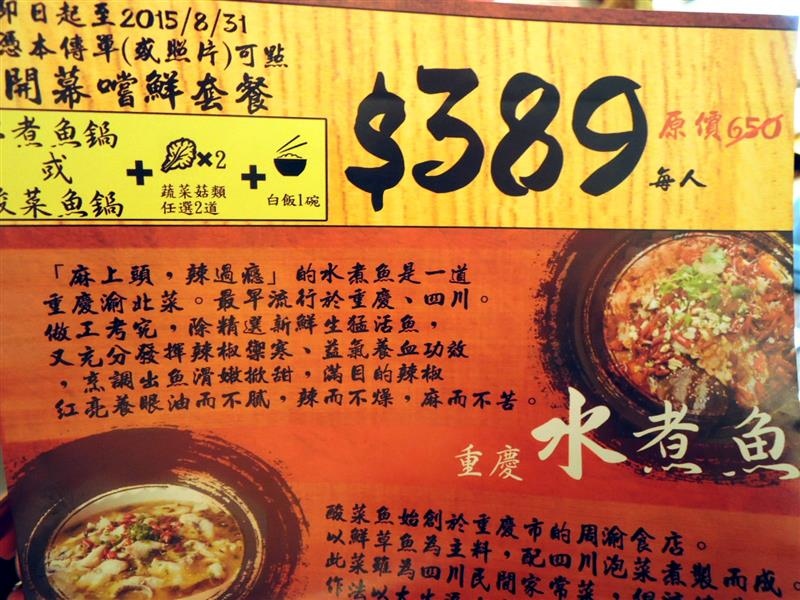 即日起至2015/8/31
憑本傳單(或照片)可點
開幕嚐鮮套餐
$389
原價650
每人
煮魚鍋
或
酸菜魚鍋
+
×2
蔬菜菇類
任選2道
+
白飯1碗
「麻上頭，辣過癮」的水煮魚是一道
重慶渝北菜。最早流行於重慶、四川。
做工考究，除精選新鮮生猛活魚，
又充分發揮辣椒禦寒、益氣養血功效
，烹調出魚滑嫩掀甜，滿目的辣椒
紅亮養眼油而不膩，辣而不燥，麻而不苦。
重慶 水煮魚
酸菜魚始創於重慶市的周渝食店。
以鮮草魚為主料，配四川泡菜煮製而成。
此菜雖為四川民間家常菜，但流
作法以